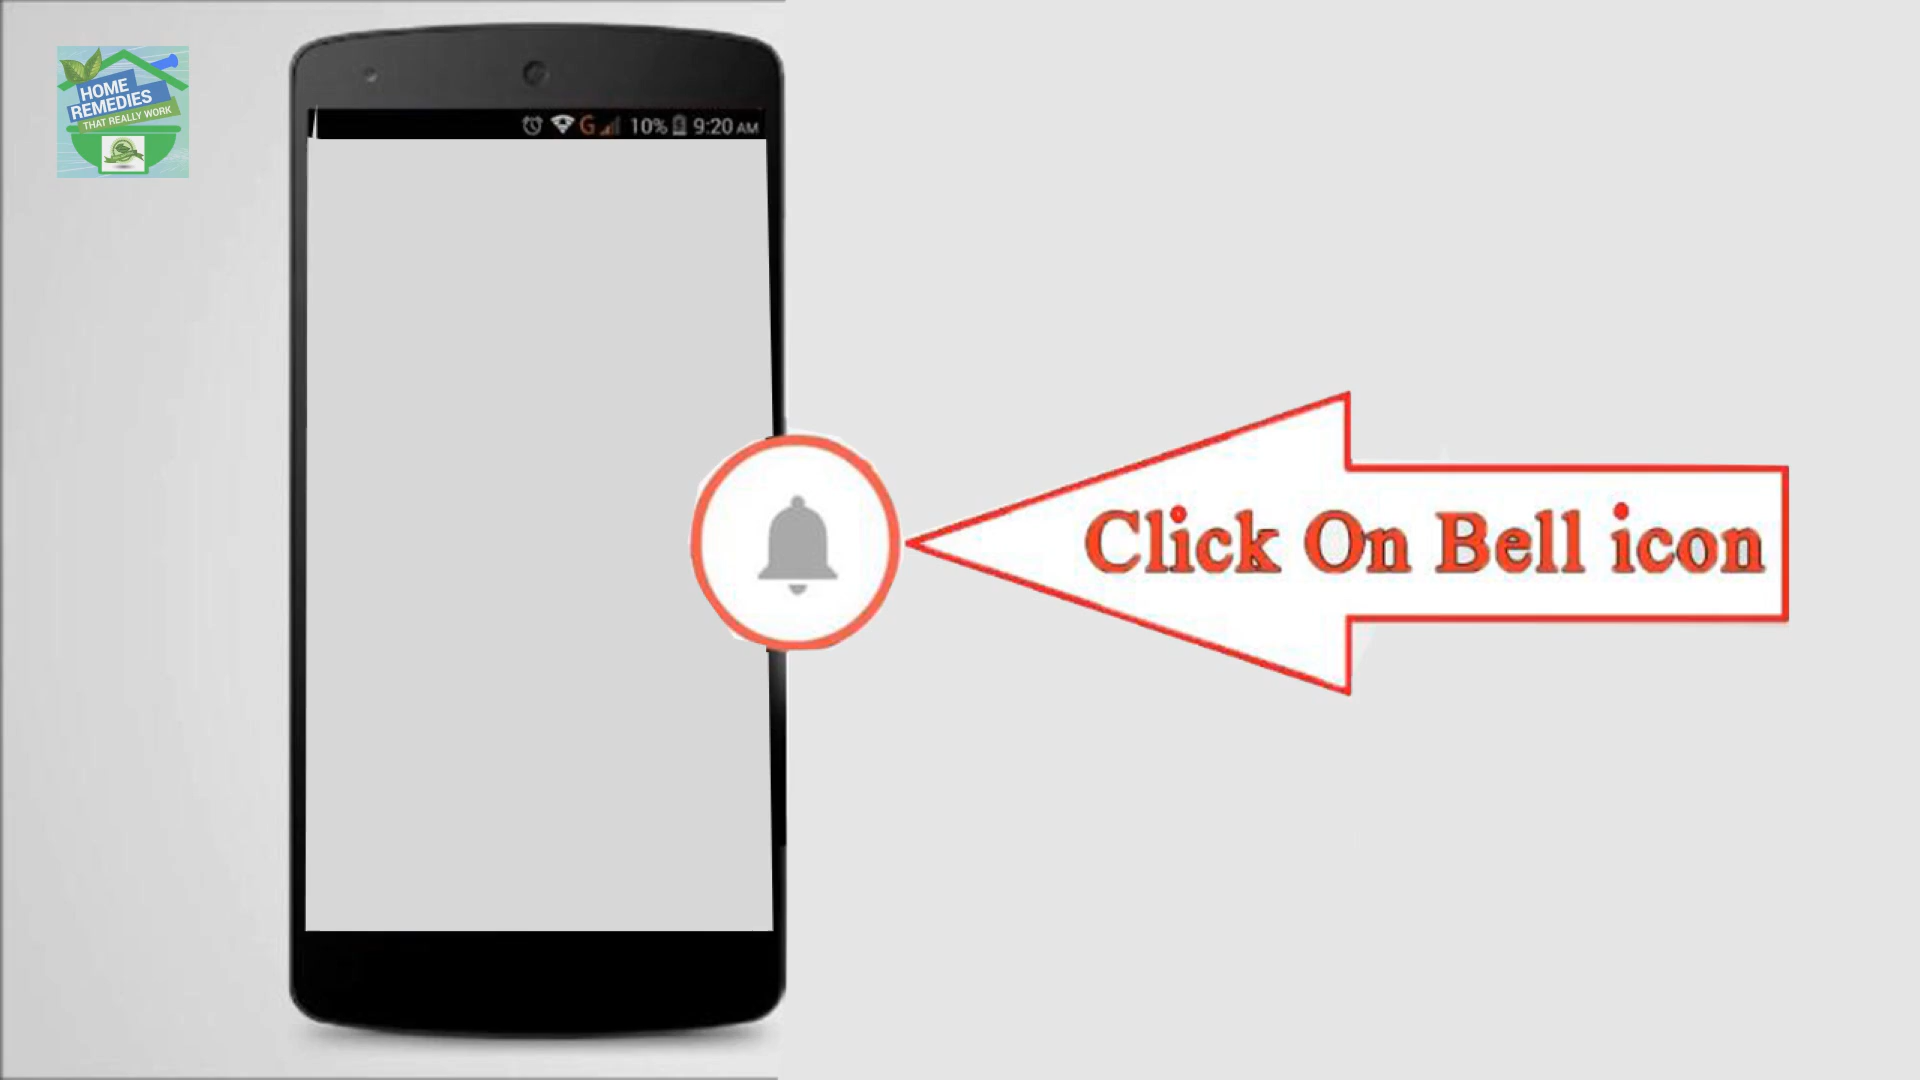 HOME
REMEDIES
THAT REALLY WORK
G 10% 9:20 AM
Click On Bell icon